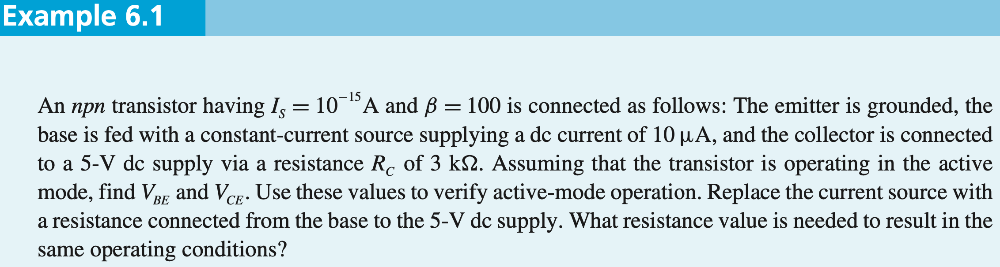 Example 6.1
An npn transistor having I_S = 10^−15 A and β = 100 is connected as follows: The emitter is grounded, the
base is fed with a constant-current source supplying a dc current of 10 μA, and the collector is connected
to a 5-V dc supply via a resistance R_C of 3 kΩ. Assuming that the transistor is operating in the active
mode, find V_BE and V_CE. Use these values to verify active-mode operation. Replace the current source with
a resistance connected from the base to the 5-V dc supply. What resistance value is needed to result in the
same operating conditions?